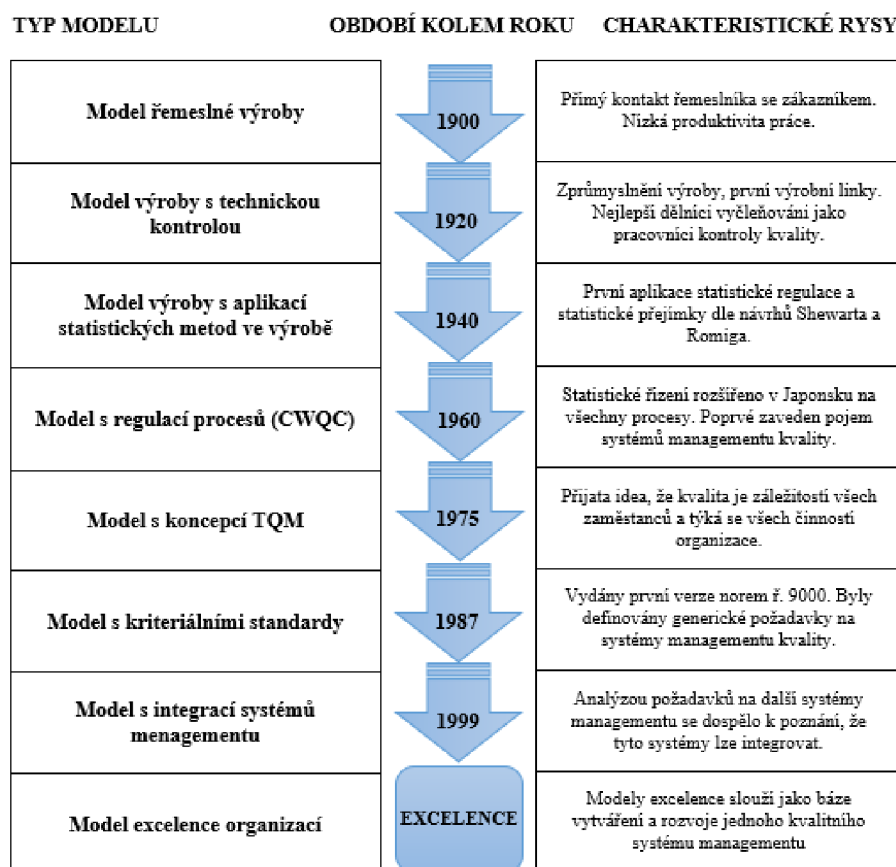 TYP MODELU
OBDOBÍ KOLEM ROKU
CHARAKTERISTICKÉ RYSY
Model řemeslné výroby
1900
Přímý kontakt řemeslníka se zákazníkem.
Nízká produktivita práce.
Model výroby s technickou
kontrolou
1920
Zprůmyslnění výroby, první výrobní linky.
Nejlepší dělníci vyčleňováni jako
pracovníci kontroly kvality.
Model výroby s aplikací
statistických metod ve výrobě
1940
První aplikace statistické regulace a
statistické přejímky dle návrhů Shewarta a
Romiga.
Model s regulací procesů (CWQC)
1960
Statistické řízení rozšířeno v Japonsku na
všechny procesy. Poprvé zaveden pojem
systémů managementu kvality.
Model s koncepcí TQM
1975
Přijata idea, že kvalita je záležitostí všech
zaměstanců a týká se všech činností
organizace.
Model s kriteriálními standardy
1987
Vydány první verze norem ř. 9000. Byly
definovány generické požadavky na
systémy managementu kvality.
Model s integrací systémů
menagementu
1999
Analýzou požadavků na další systémy
managementu se dospělo k poznání, že
tyto systémy lze integrovat.
Model excelence organizací
EXCELENCE
Modely excelence slouží jako báze
vytváření a rozvoje jednoho kvalitního
systému managementu